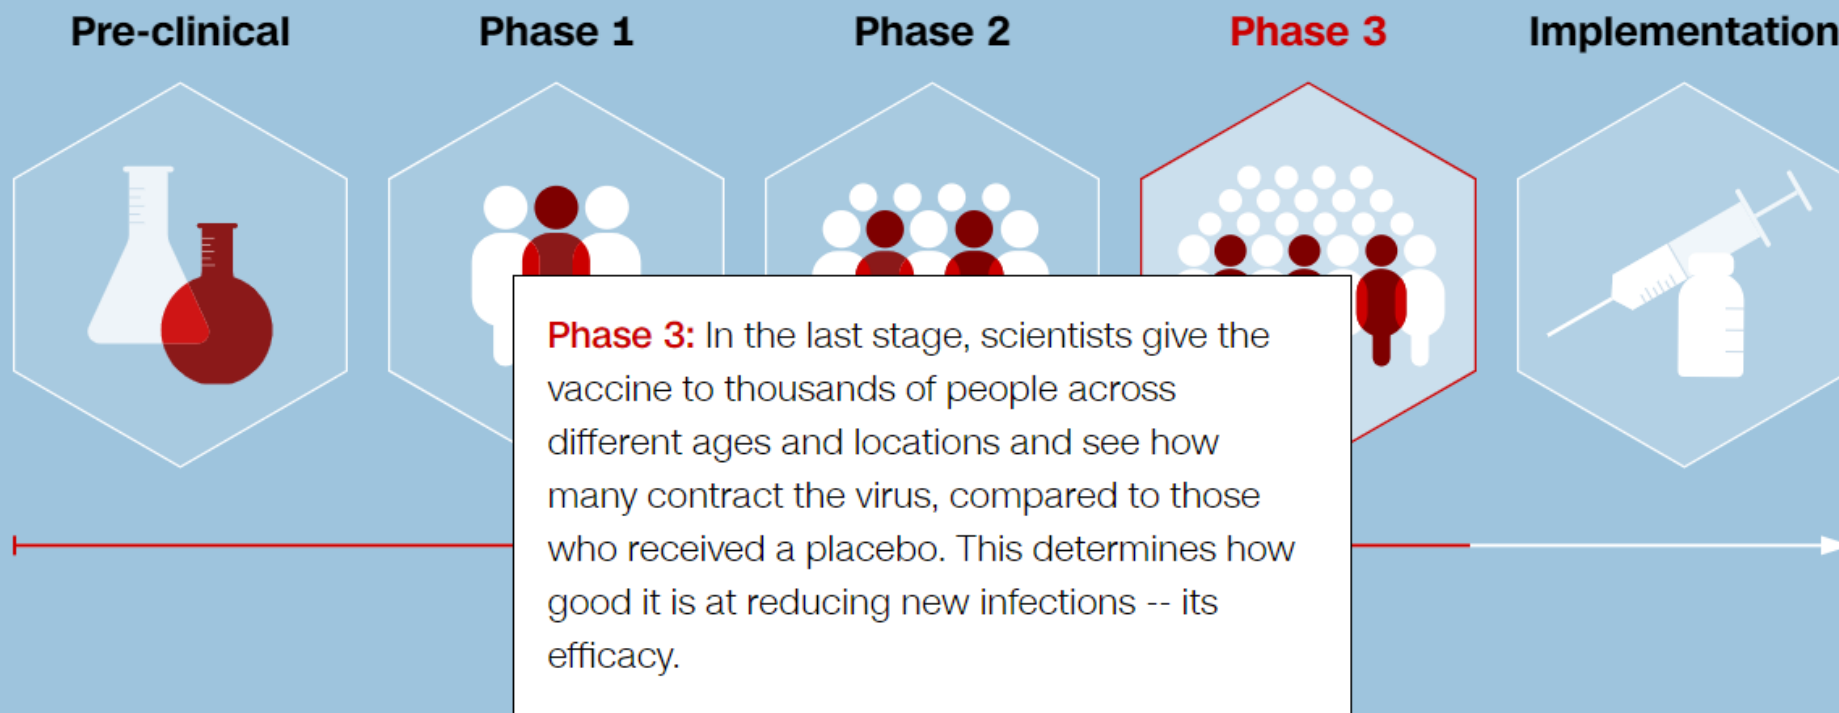 Pre-clinical
Phase 1
Phase 2
Phase 3
Implementation
Phase 3: In the last stage, scientists give the
vaccine to thousands of people across
different ages and locations and see how
many contract the virus, compared to those
who received a placebo. This determines how
good it is at reducing new infections -- its
efficacy.